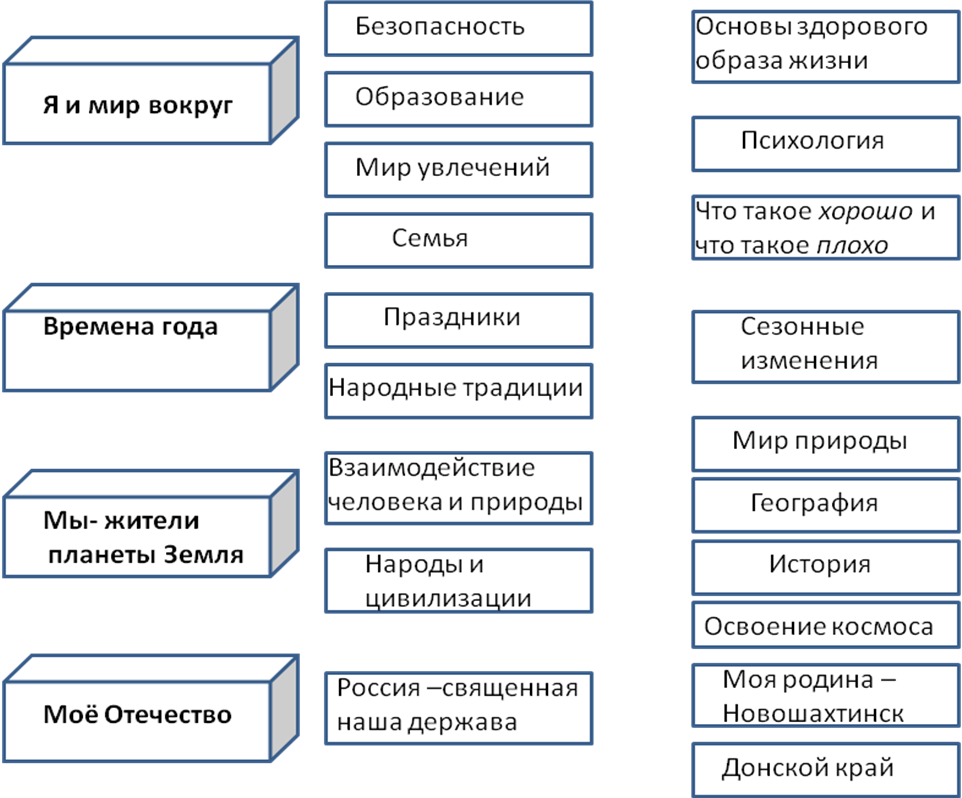 Я и мир вокруг
Безопасность
Образование
Мир увлечений
Семья
Основы здорового
образа жизни
Психология
Что такое хорошо и
что такое плохо
Времена года
Праздники
Народные традиции
Сезонные
изменения
Мы- жители
планеты Земля
Взаимодействие
человека и природы
Народы и
цивилизации
Мир природы
География
История
Освоение космоса
Моё Отечество
Россия –священная
наша держава
Моя родина –
Новошахтинск
Донской край